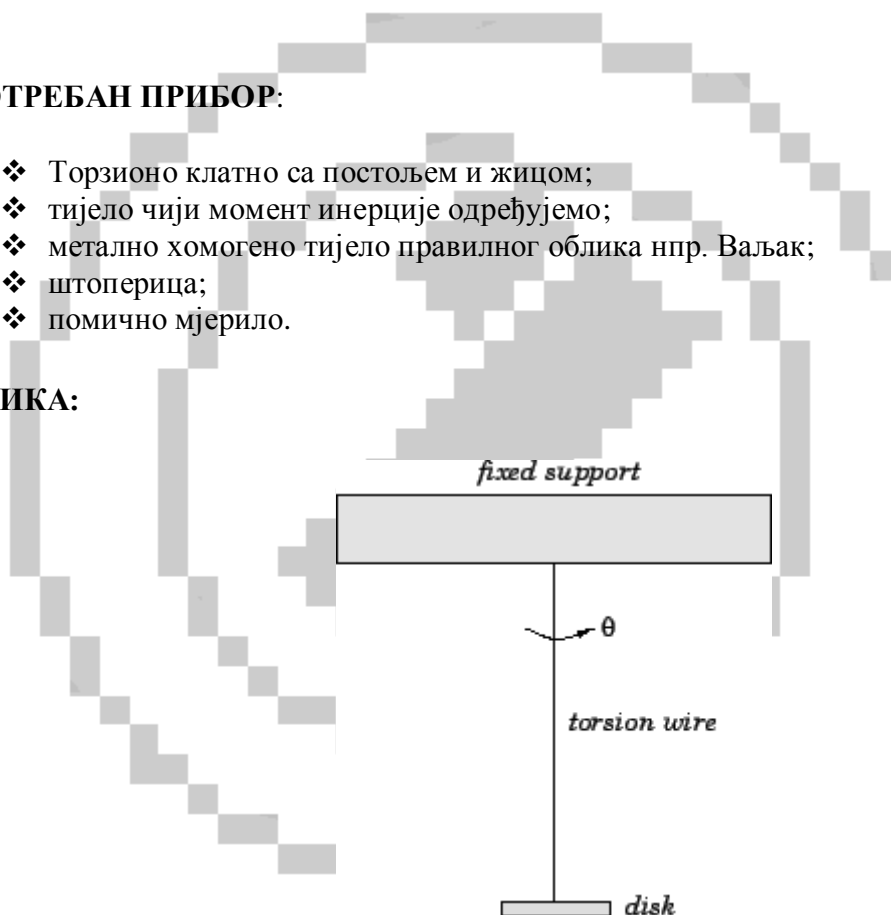 ОТРЕБАН ПРИБОР:
❖ Торзионо клатно са постољем и жицом;
❖ тијело чији момент инерције одређујемо;
❖ метално хомогено тијело правилног облика нпр. Ваљак;
❖ штоперица;
❖ помично мјерило.
ИКА:
fixed support
θ
torsion wire
disk